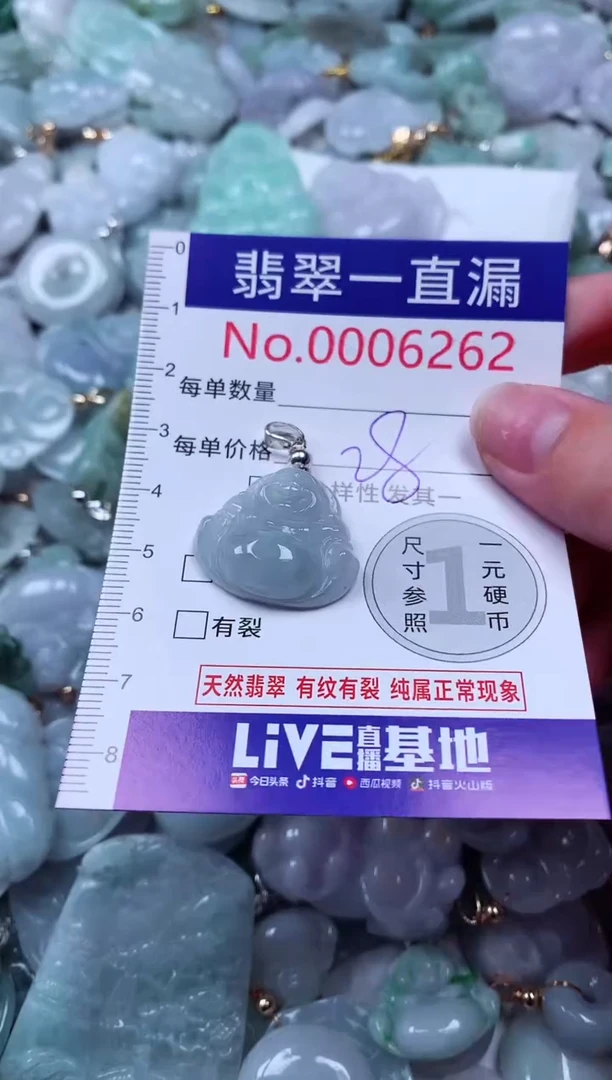 0
翡翠一直漏
1
No.0006262
2
每单数量
3
每单价格 28
4
样性 发其一
5
尺寸参照 1 一元硬币
6
有裂
7
天然翡翠 有纹有裂 纯属正常现象
8
LiVE直播基地
头条 今日头条 抖音 西瓜视频 抖音火山版